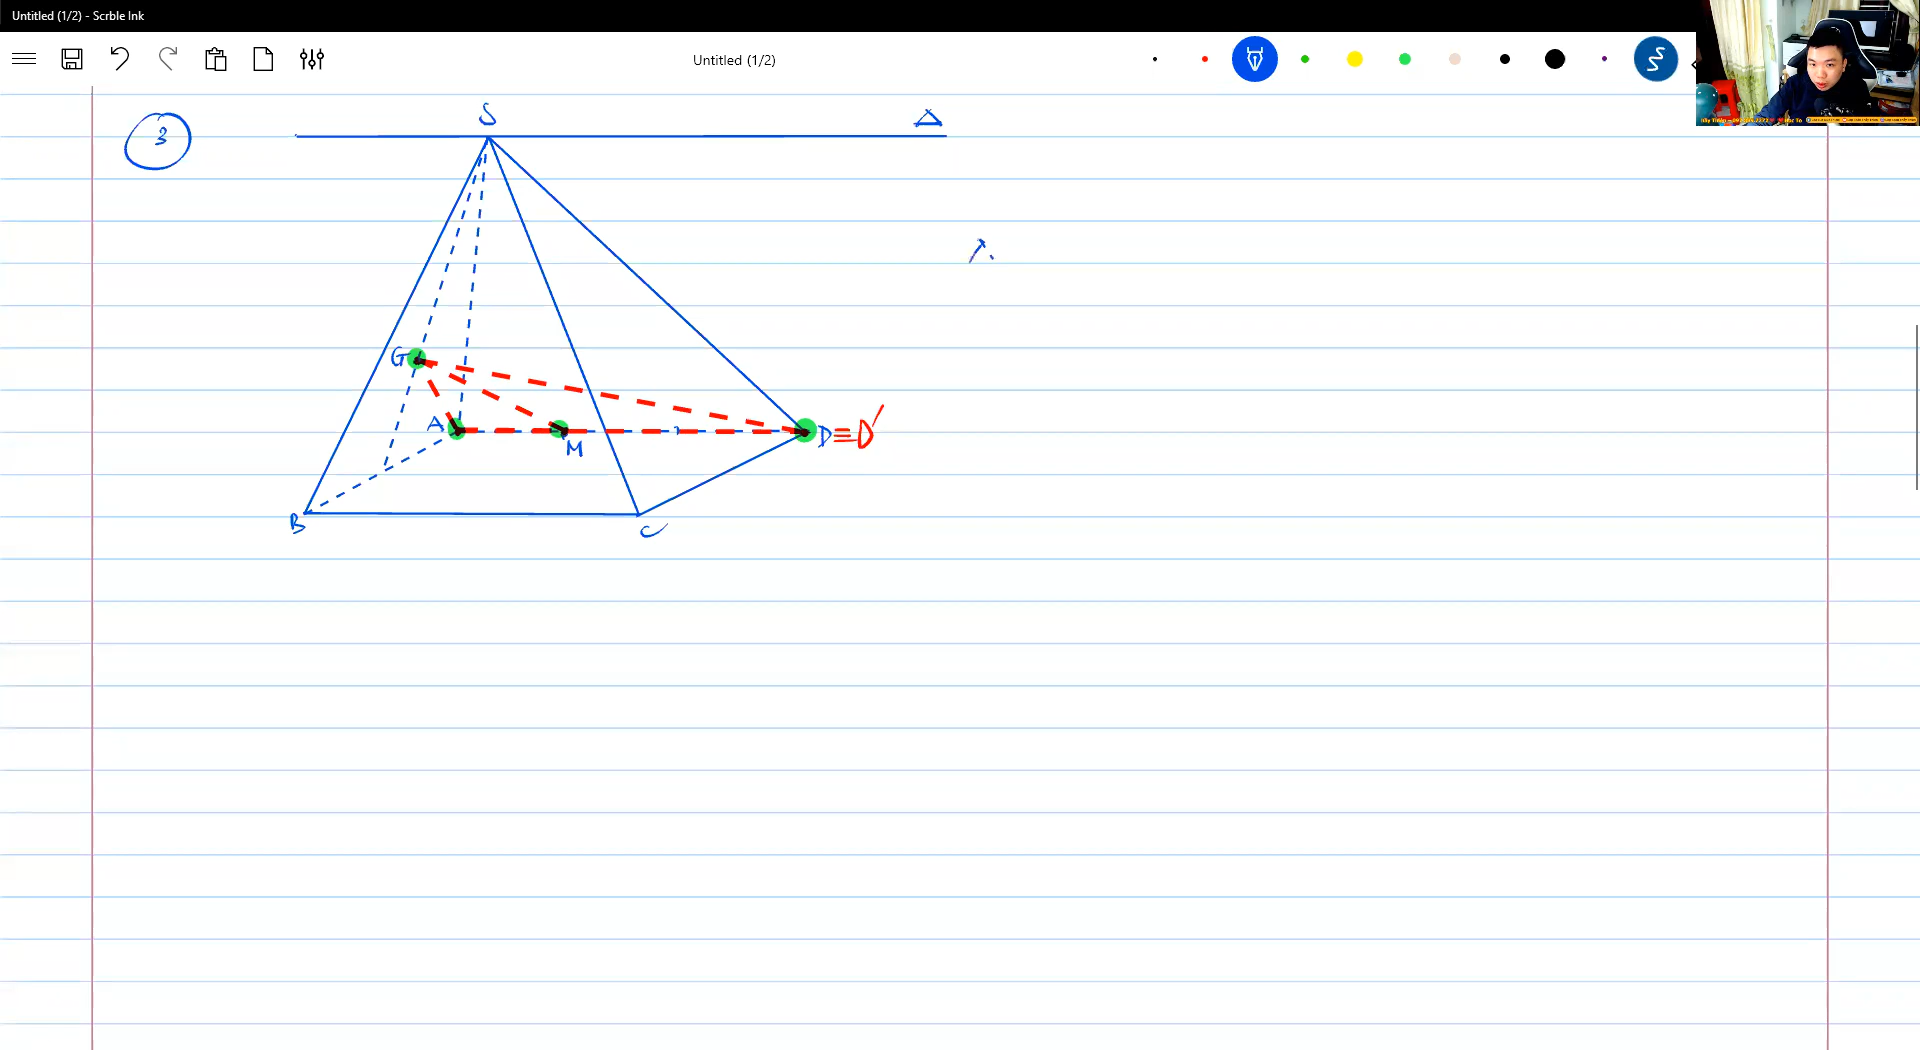 Untitled (1/2) - Scrble Ink
Untitled (1/2)
3
S
Δ
G
A
M
D≡D'
B
C